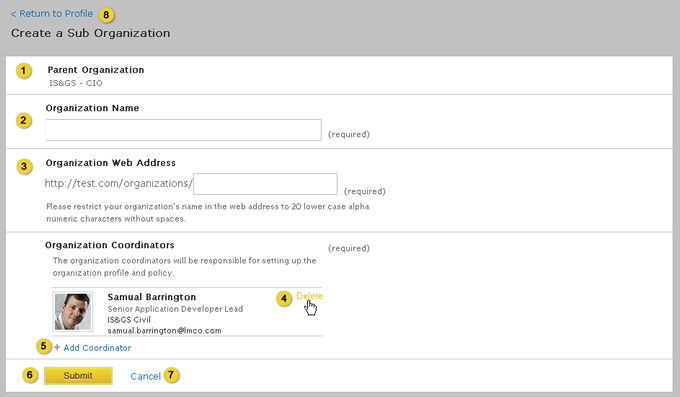 < Return to Profile 8
Create a Sub Organization
1 Parent Organization
IS&GS - CIO
2 Organization Name
(required)
3 Organization Web Address
http://test.com/organizations/ (required)
Please restrict your organization's name in the web address to 20 lower case alpha
numeric characters without spaces.
Organization Coordinators (required)
The organization coordinators will be responsible for setting up the
organization profile and policy.
Samual Barrington 4 Delete
Senior Application Developer Lead
IS&GS Civil
samual.barrington@lmco.com
5 + Add Coordinator
6 Submit Cancel 7